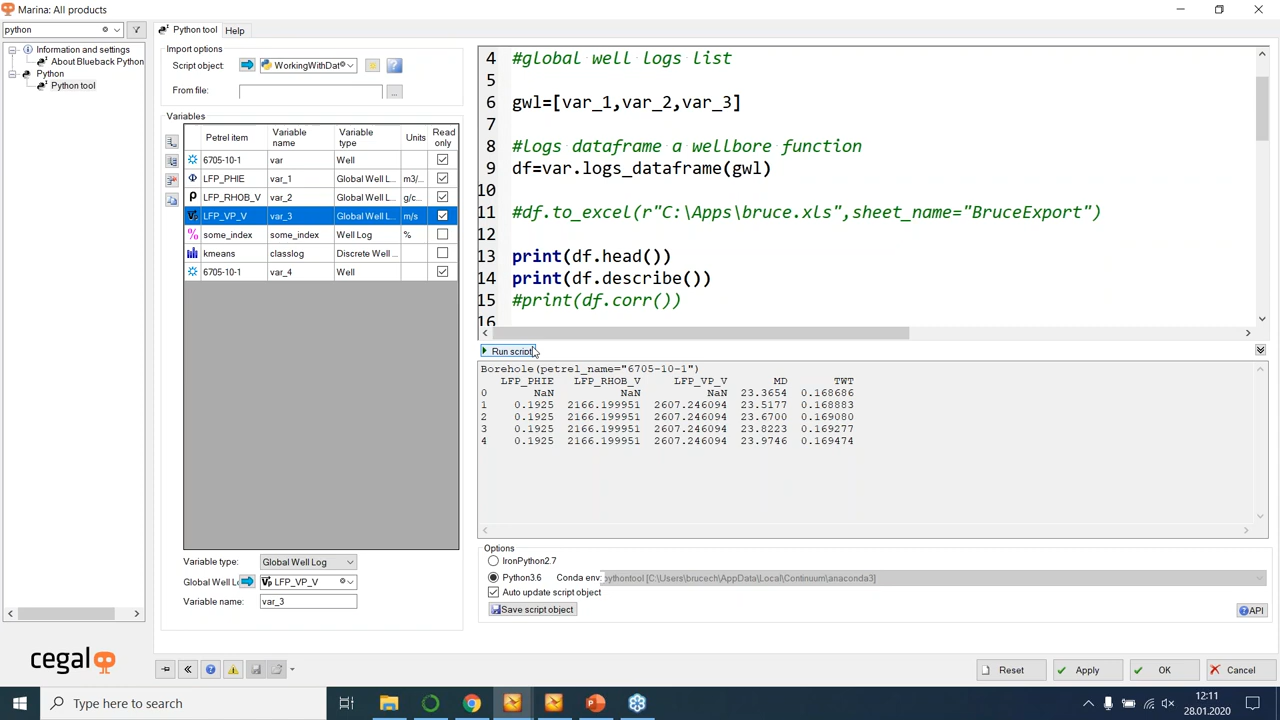 Marina: All products
python
Information and settings
About Blueback Python
Python
Python tool
Python tool
Help
Import options
Script object:
WorkingWithDat
From file:
...
Variables
Petrel item
Variable name
Variable type
Units
Read only
6705-10-1 var Well
LFP_PHIE var_1 Global Well L... m3/...
LFP_RHOB_V var_2 Global Well L... g/c...
LFP_VP_V var_3 Global Well L... m/s
some_index some_index Well Log %
kmeans classlog Discrete Well ...
6705-10-1 var_4 Well
Variable type: Global Well Log
Global Well Lo LFP_VP_V
Variable name: var_3
4 #global well logs list
5
6 gwl=[var_1,var_2,var_3]
7
8 #logs dataframe a wellbore function
9 df=var.logs_dataframe(gwl)
10
11 #df.to_excel(r"C:\Apps\bruce.xls",sheet_name="BruceExport")
12
13 print(df.head())
14 print(df.describe())
15 #print(df.corr())
16
Run script
Borehole(petrel_name="6705-10-1")
LFP_PHIE LFP_RHOB_V LFP_VP_V MD TWT
0 NaN NaN NaN 23.3654 0.168686
1 0.1925 2166.199951 2607.246094 23.5177 0.168883
2 0.1925 2166.199951 2607.246094 23.6700 0.169080
3 0.1925 2166.199951 2607.246094 23.8223 0.169277
4 0.1925 2166.199951 2607.246094 23.9746 0.169474
Options
IronPython2.7
Python3.6 Conda env: pythontool [C:\Users\brucech\AppData\Local\Continuum\anaconda3]
Auto update script object
Save script object
API
cegal
Reset
Apply
OK
Cancel
Type here to search
12:11
28.01.2020